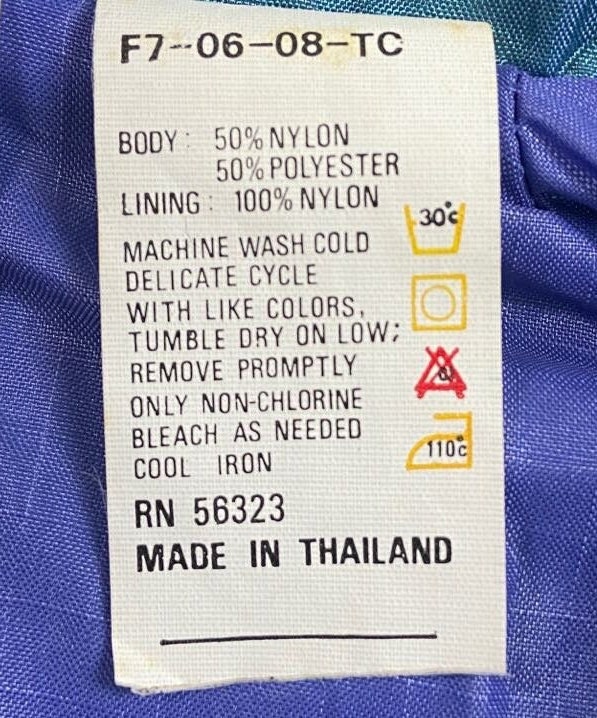 F7--06-08-TC
BODY: 50% NYLON
50% POLYESTER
LINING: 100% NYLON
30°c
MACHINE WASH COLD
DELICATE CYCLE
WITH LIKE COLORS,
TUMBLE DRY ON LOW;
REMOVE PROMPTLY
ONLY NON-CHLORINE
BLEACH AS NEEDED
COOL IRON
110°c
RN 56323
MADE IN THAILAND